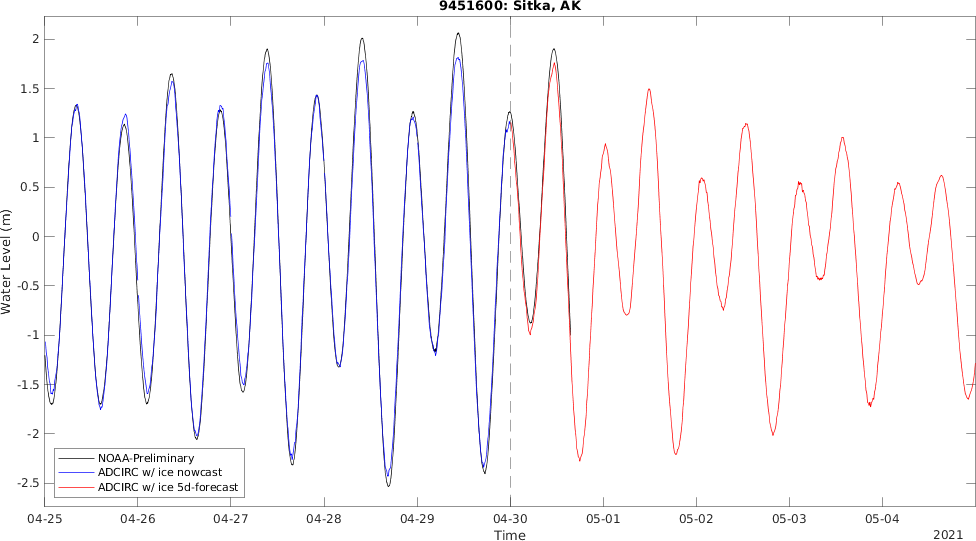 9451600: Sitka, AK
Water Level (m)
2
1.5
1
0.5
0
-0.5
-1
-1.5
-2
-2.5
NOAA-Preliminary
ADCIRC w/ ice nowcast
ADCIRC w/ ice 5d-forecast
04-25 04-26 04-27 04-28 04-29 04-30 05-01 05-02 05-03 05-04
Time
2021